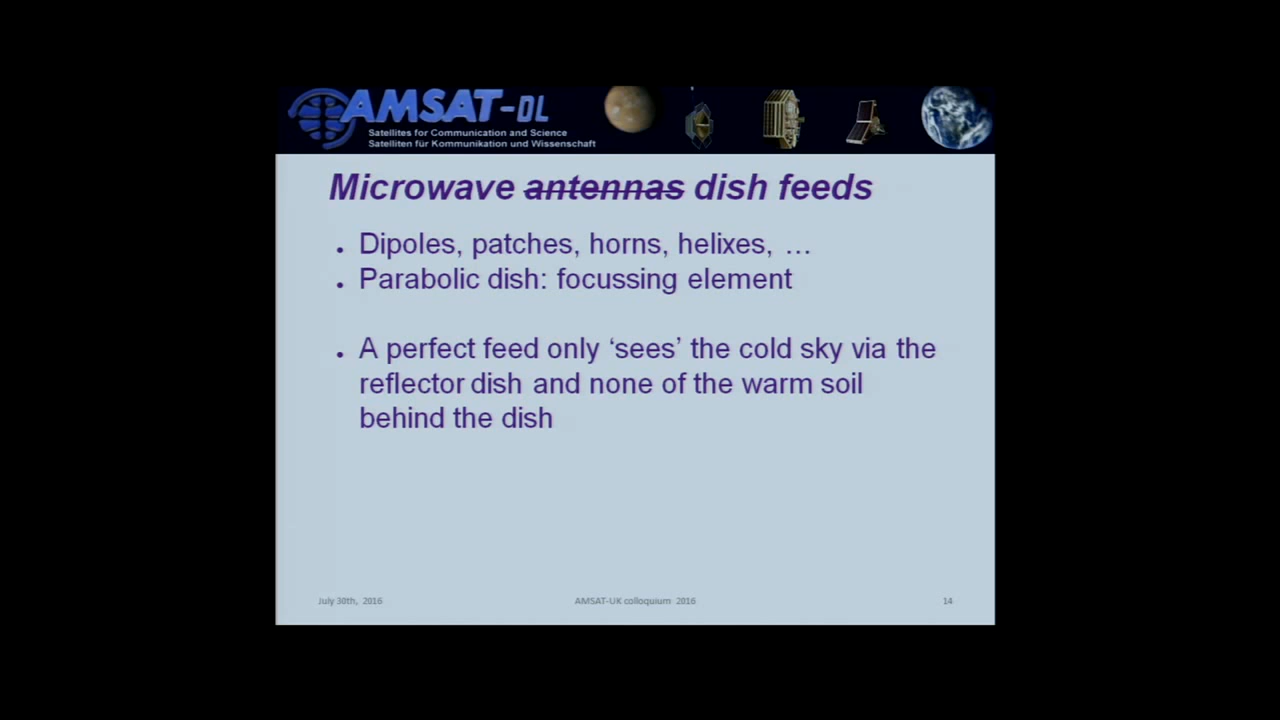 AMSAT-DL
Satellites for Communication and Science
Satelliten für Kommunikation und Wissenschaft
Microwave antennas dish feeds
. Dipoles, patches, horns, helixes, …
. Parabolic dish: focussing element
. A perfect feed only ‘sees’ the cold sky via the
reflector dish and none of the warm soil
behind the dish
July 30th, 2016
AMSAT-UK colloquium 2016
14